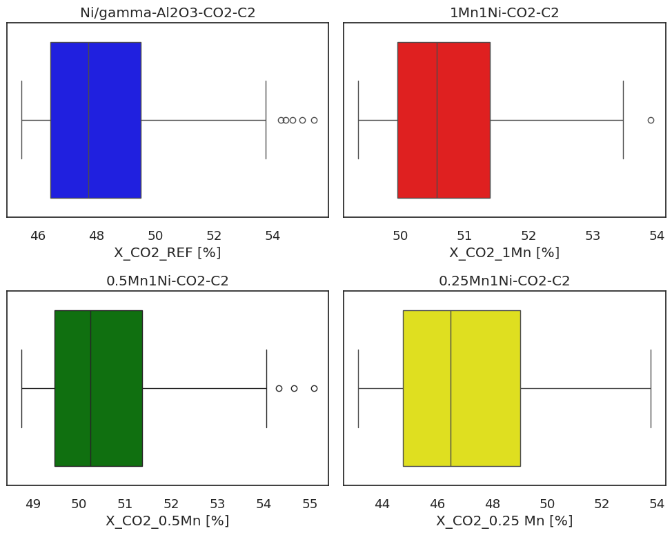 Ni/gamma-Al2O3-CO2-C2
1Mn1Ni-CO2-C2
46 48 50 52 54
50 51 52 53 54
X_CO2_REF [%]
X_CO2_1Mn [%]
0.5Mn1Ni-CO2-C2
0.25Mn1Ni-CO2-C2
49 50 51 52 53 54 55
44 46 48 50 52 54
X_CO2_0.5Mn [%]
X_CO2_0.25 Mn [%]